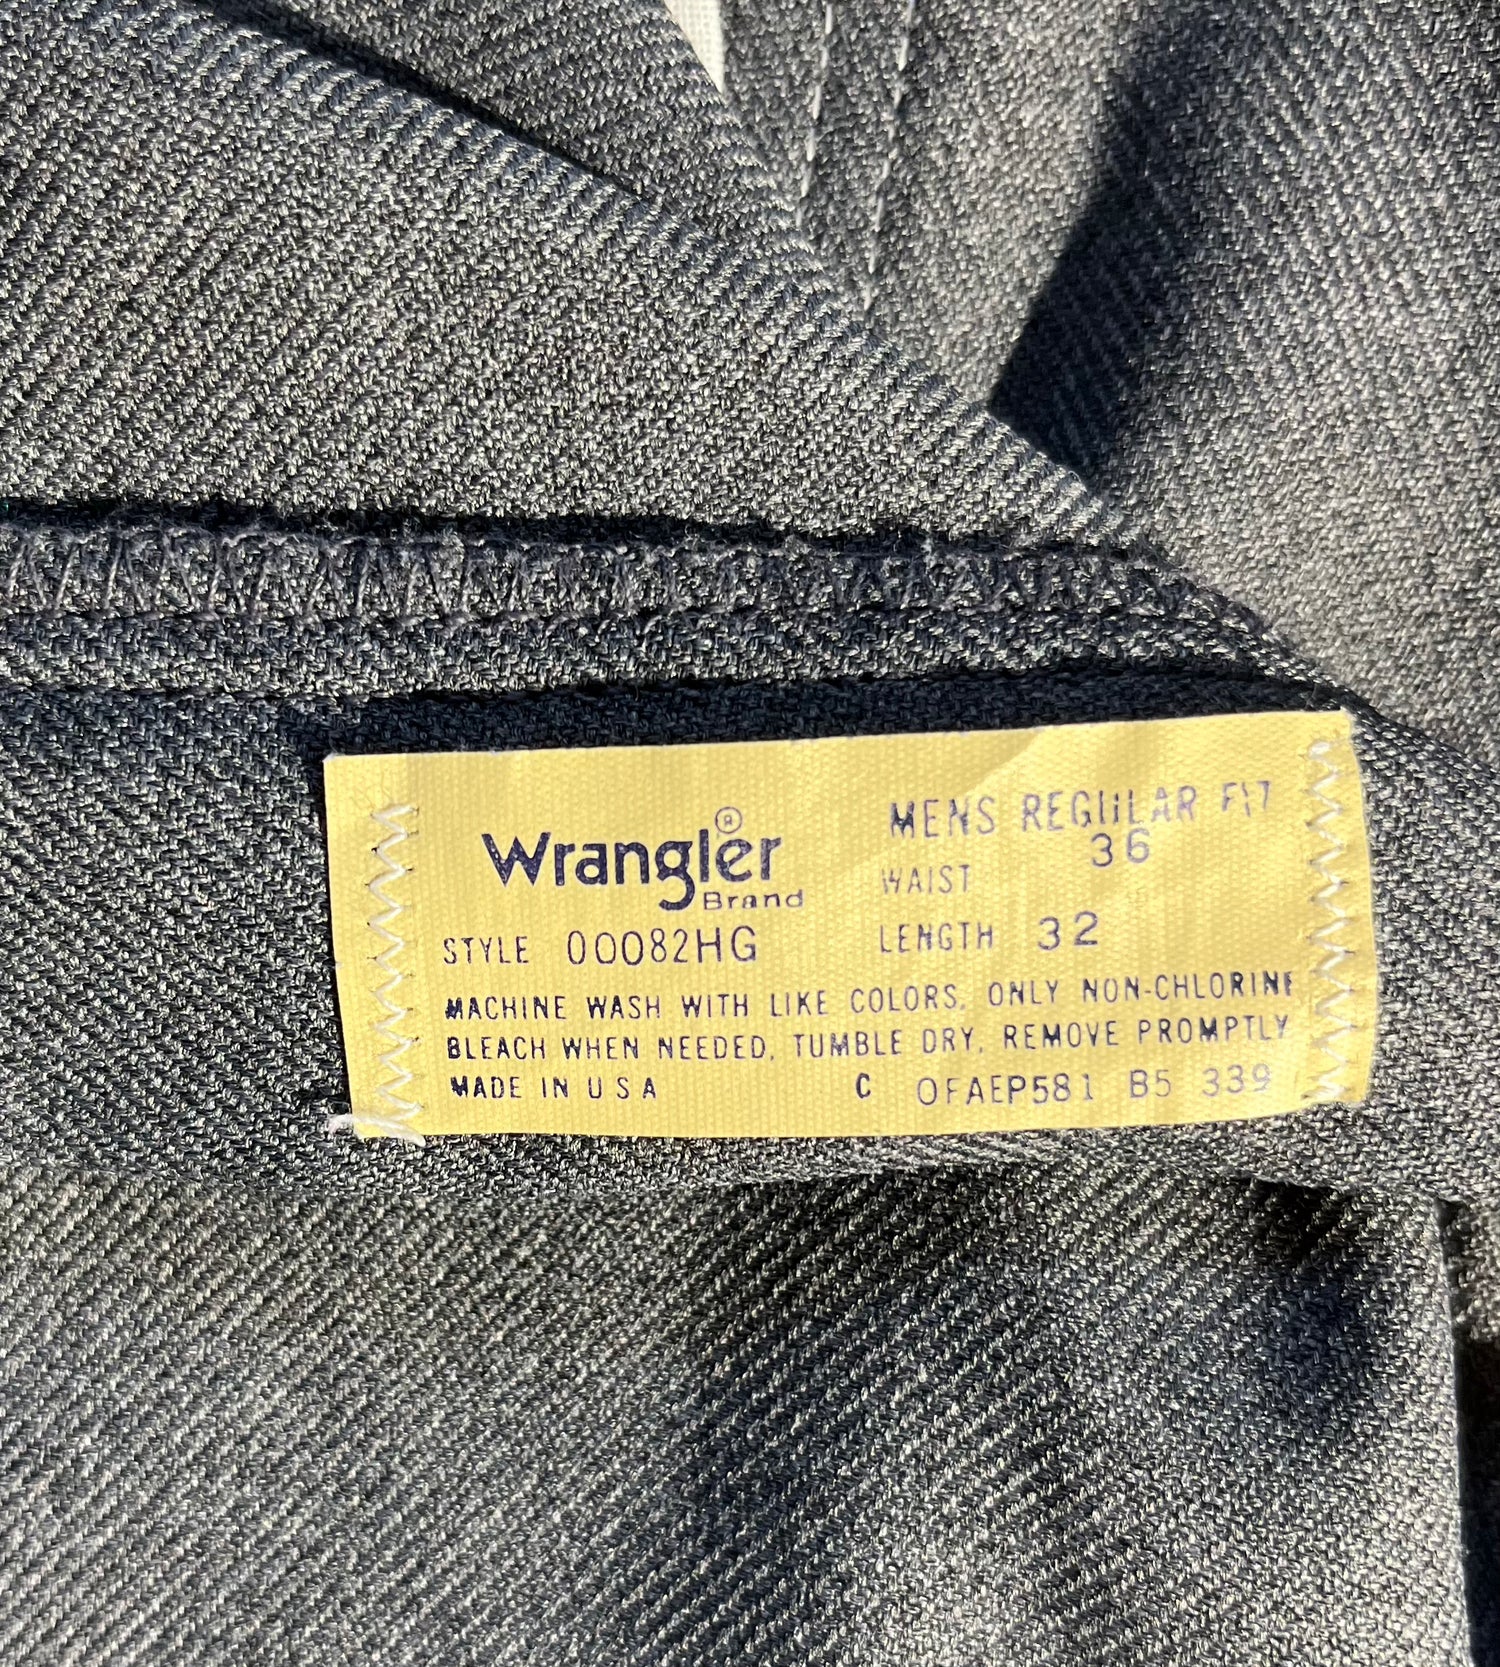 Wrangler®
Brand
MENS REGULAR FIT
WAIST 36
STYLE 00082HG
LENGTH 32
MACHINE WASH WITH LIKE COLORS, ONLY NON-CHLORINE
BLEACH WHEN NEEDED, TUMBLE DRY, REMOVE PROMPTLY
MADE IN U S A C OFAEP581 B5 339